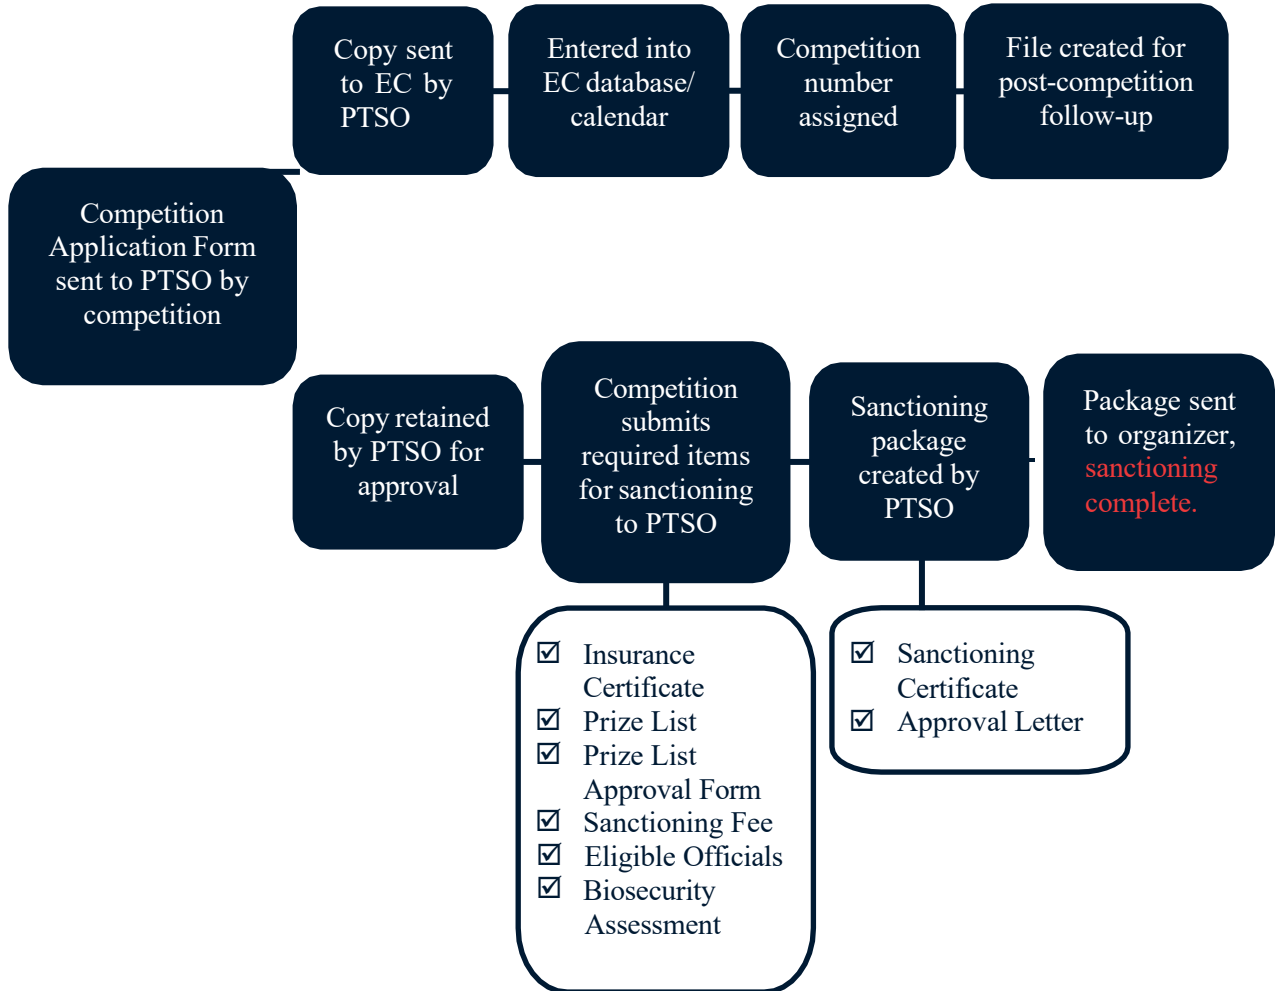 Copy sent
to EC by
PTSO
Entered into
EC database/
calendar
Competition
number
assigned
File created for
post-competition
follow-up
Competition
Application Form
sent to PTSO by
competition
Copy retained
by PTSO for
approval
Competition
submits
required items
for sanctioning
to PTSO
Sanctioning
package
created by
PTSO
Package sent
to organizer,
sanctioning
complete.
☑ Insurance
Certificate
☑ Prize List
☑ Prize List
Approval Form
☑ Sanctioning Fee
☑ Eligible Officials
☑ Biosecurity
Assessment
☑ Sanctioning
Certificate
☑ Approval Letter